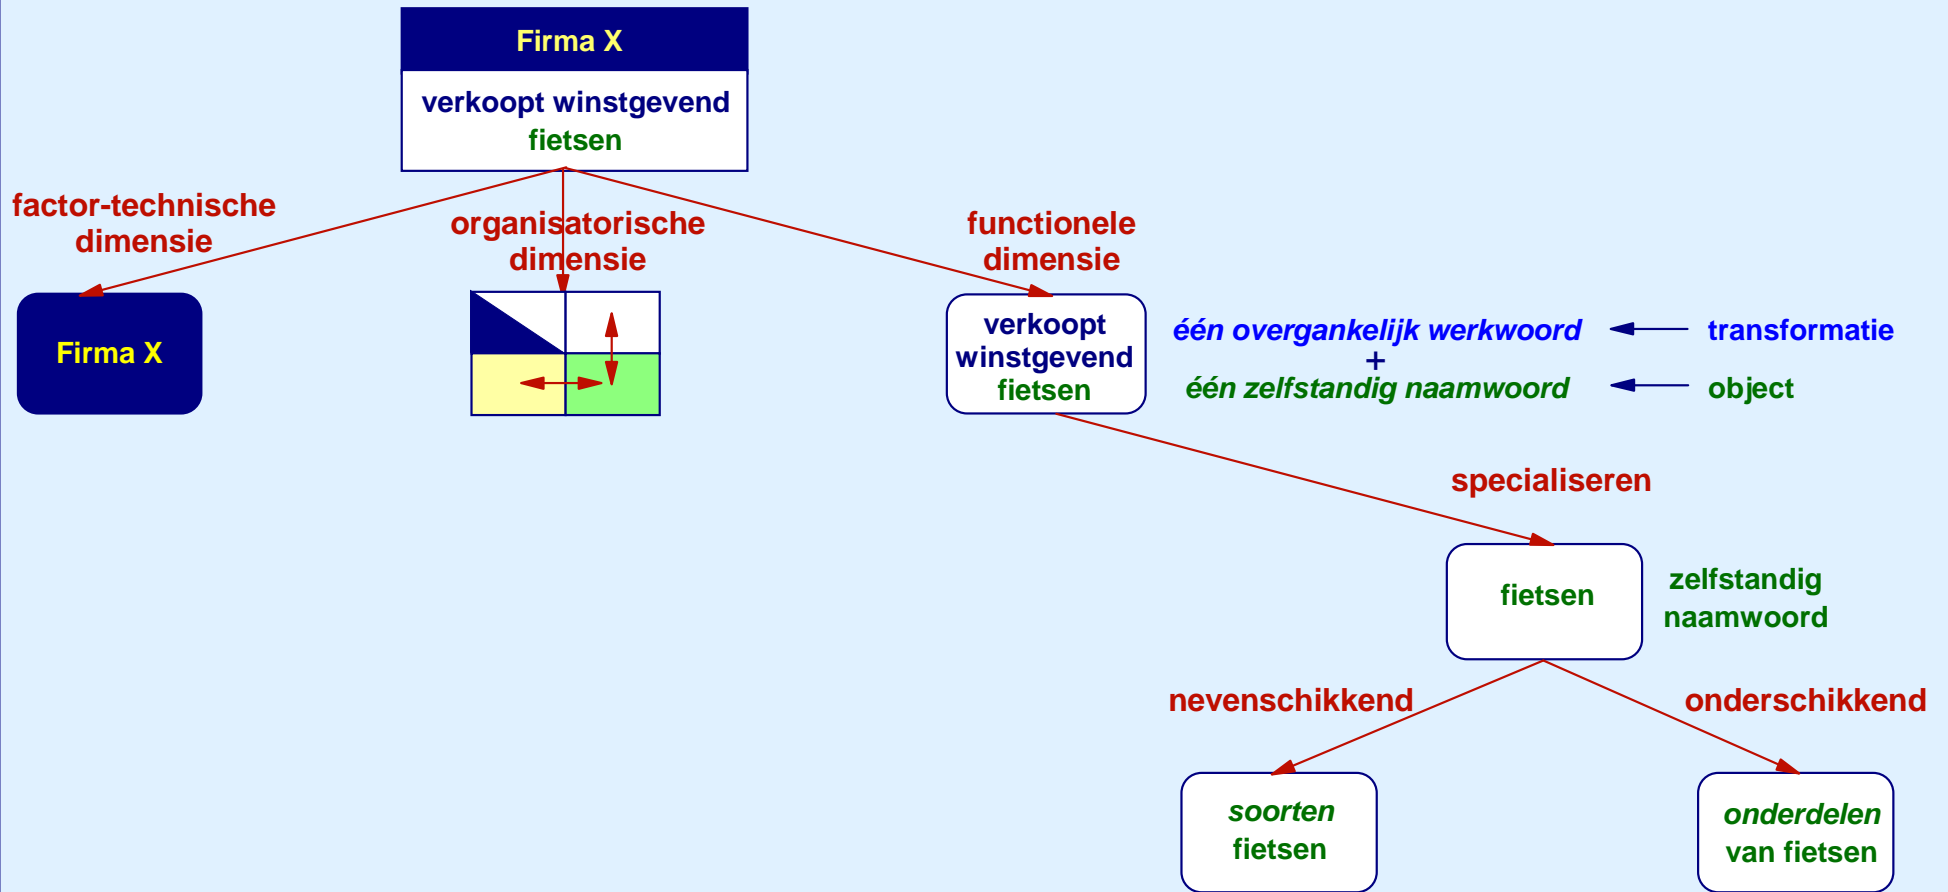 Firma X
verkoopt winstgevend
fietsen
factor-technische
dimensie
organisatorische
dimensie
functionele
dimensie
Firma X
verkoopt
winstgevend
fietsen
één overgankelijk werkwoord
+
één zelfstandig naamwoord
transformatie
object
specialiseren
fietsen
zelfstandig
naamwoord
nevenschikkend
onderschikkend
soorten
fietsen
onderdelen
van fietsen